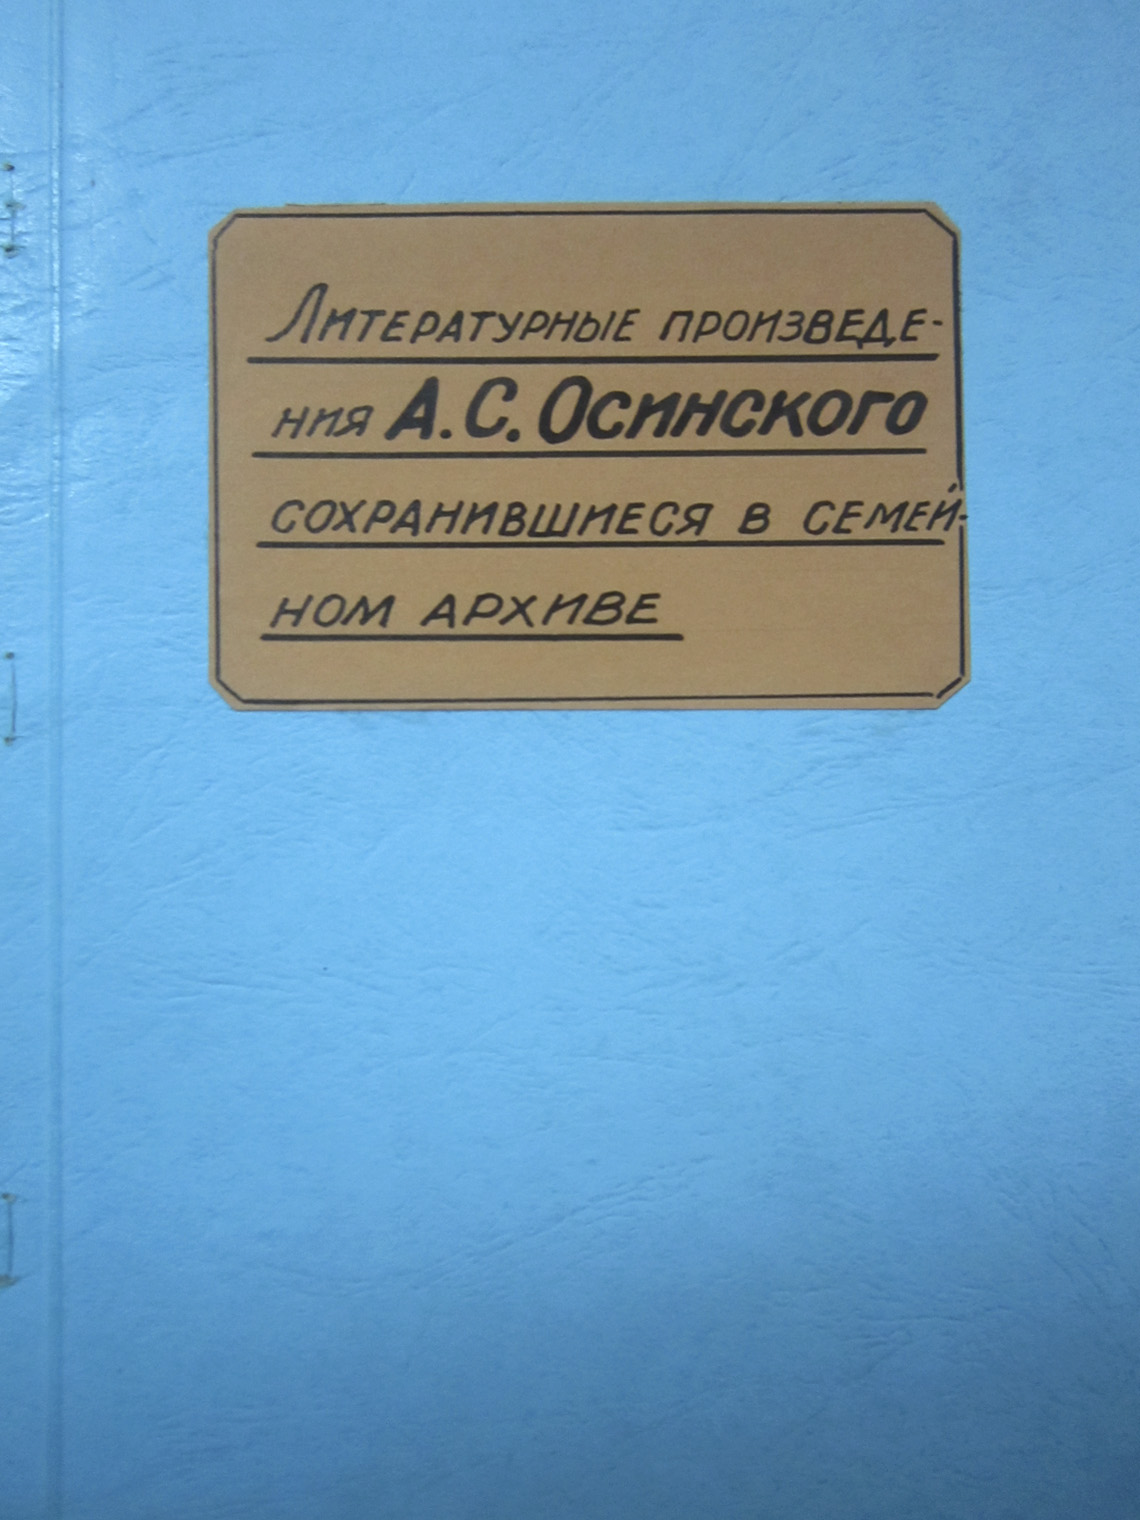 Литературные произведе-
ния А.С. Осинского
сохранившиеся в семей-
ном архиве